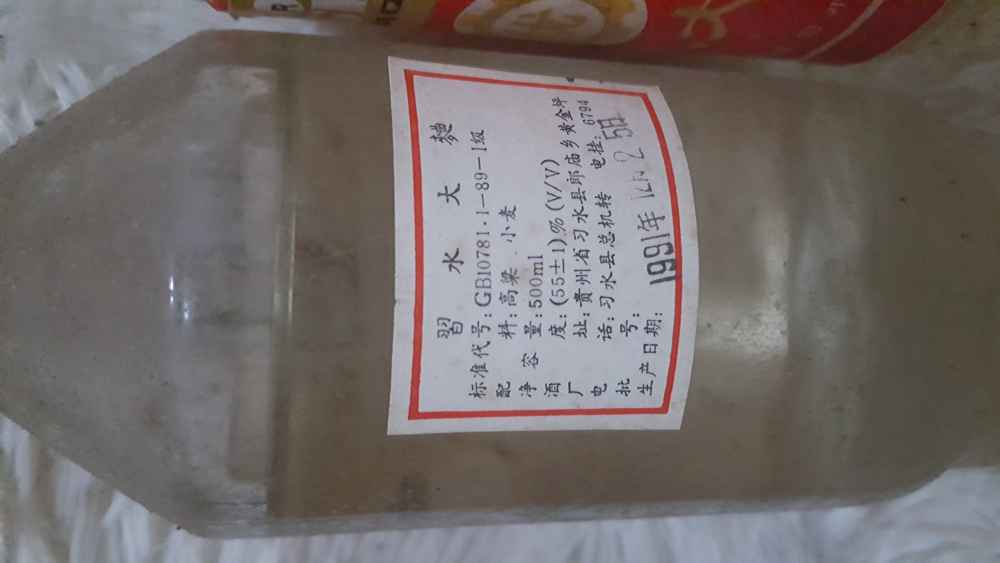 習水大麯
标准代号:GB10781·1-89-1级
配料:高粱.小麦
净容量:500ml
酒度:(55±1)%(V/V)
厂址:贵州省习水县郎庙乡黄金坪
电话:习水县总机转 电挂:6794
批号:
生产日期:1991年12月25日